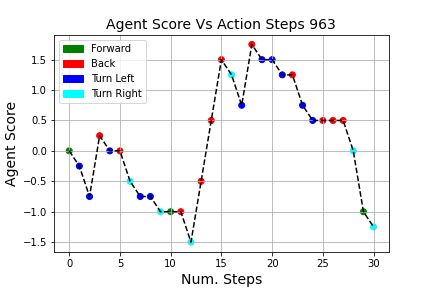 Agent Score Vs Action Steps 963
Forward
Back
Turn Left
Turn Right
Agent Score
1.5
1.0
0.5
0.0
−0.5
−1.0
−1.5
0 5 10 15 20 25 30
Num. Steps